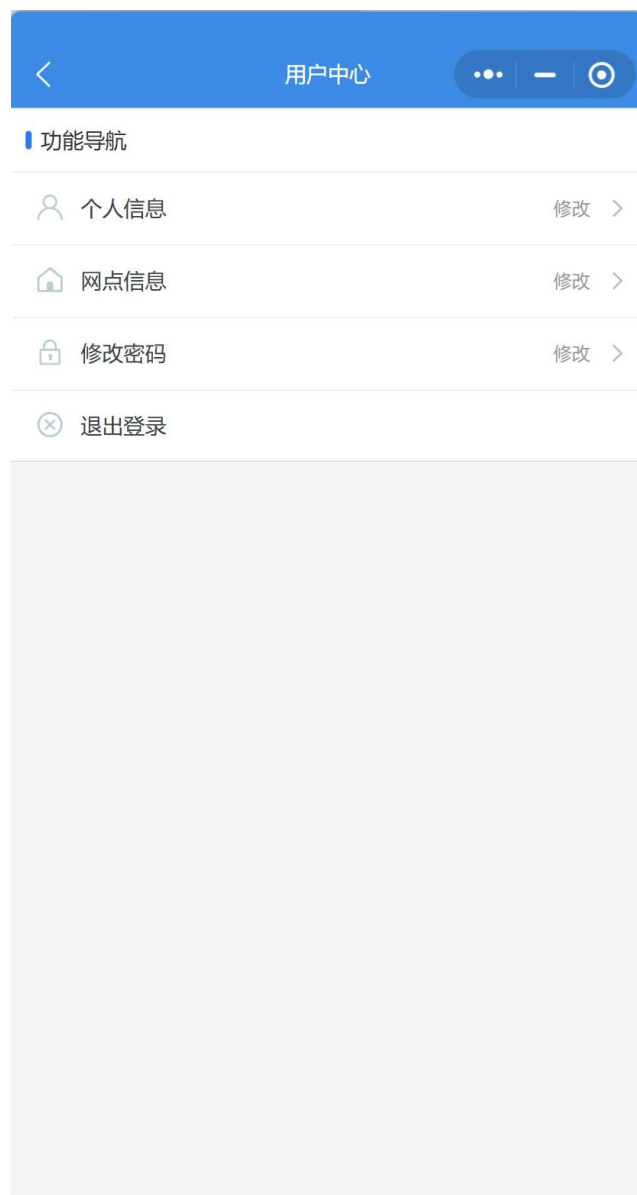 用户中心
功能导航
个人信息 修改
网点信息 修改
修改密码 修改
退出登录